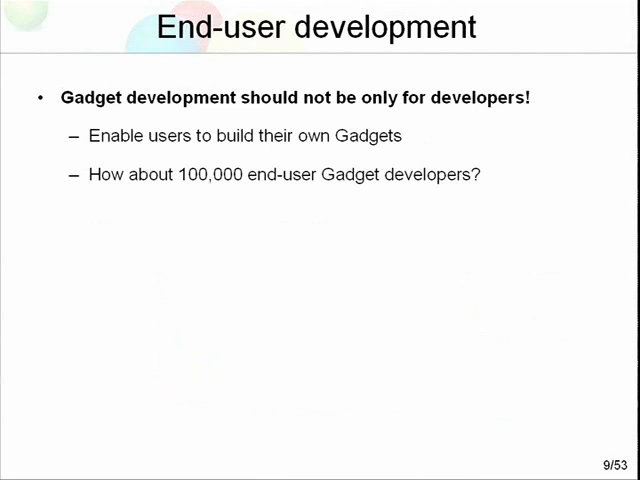 End-user development
• Gadget development should not be only for developers!
– Enable users to build their own Gadgets
– How about 100,000 end-user Gadget developers?
9/53